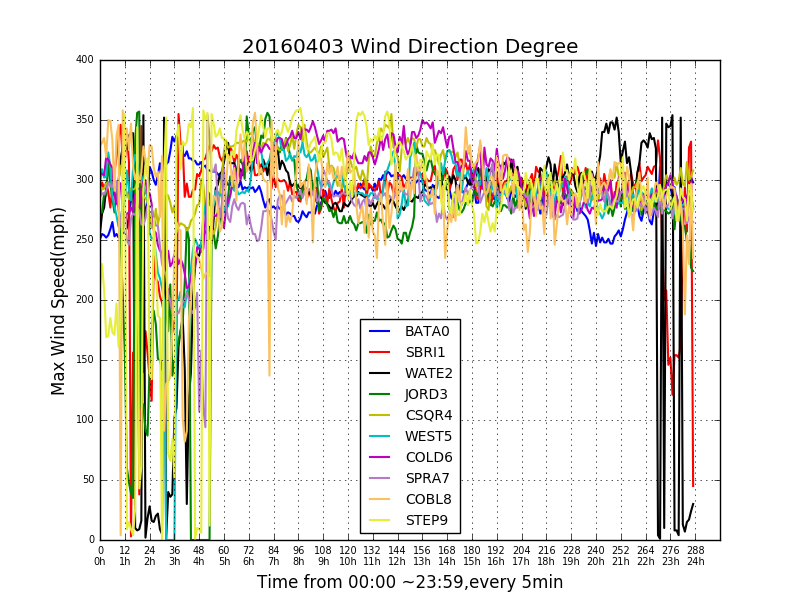 20160403 Wind Direction Degree
400
350
300
250
200
150
100
50
0
Max Wind Speed(mph)
BATA0
SBRI1
WATE2
JORD3
CSQR4
WEST5
COLD6
SPRA7
COBL8
STEP9
0 12 24 36 48 60 72 84 96 108 120 132 144 156 168 180 192 204 216 228 240 252 264 276 288
0h 1h 2h 3h 4h 5h 6h 7h 8h 9h 10h 11h 12h 13h 14h 15h 16h 17h 18h 19h 20h 21h 22h 23h 24h
Time from 00:00 ~23:59,every 5min